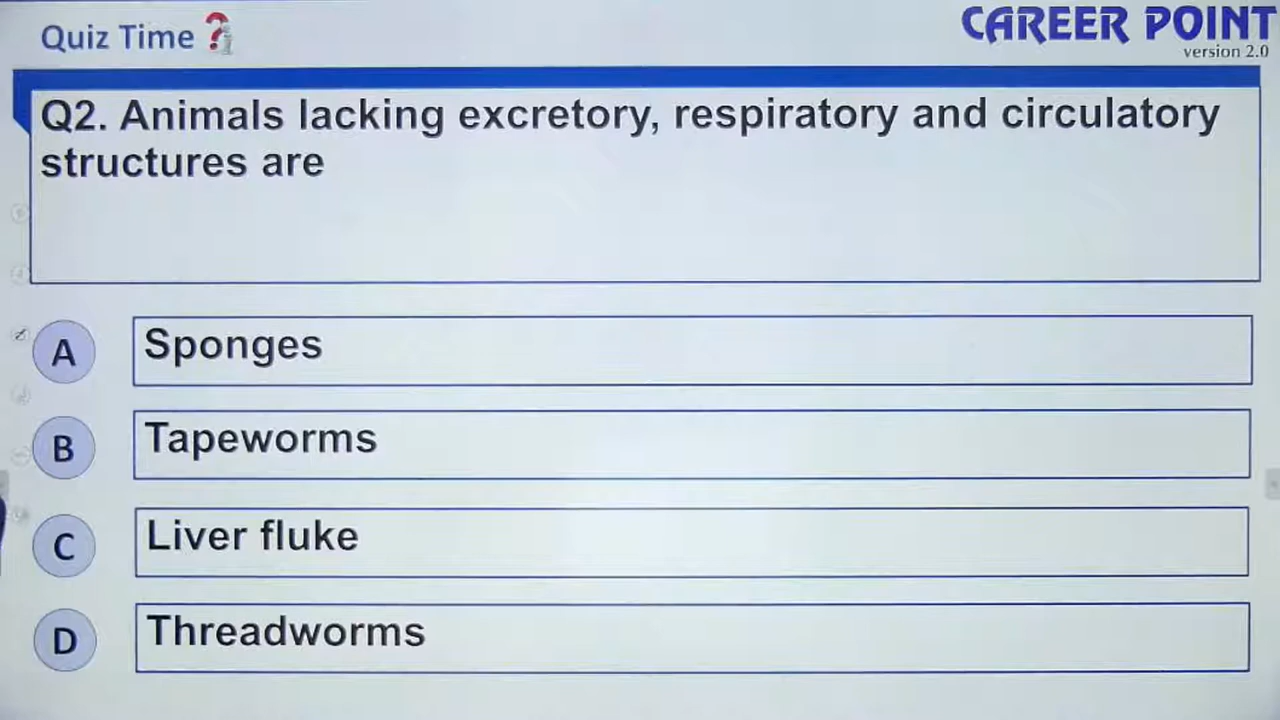 Quiz Time
CAREER POINT
version 2.0
Q2. Animals lacking excretory, respiratory and circulatory
structures are
A
Sponges
B
Tapeworms
C
Liver fluke
D
Threadworms